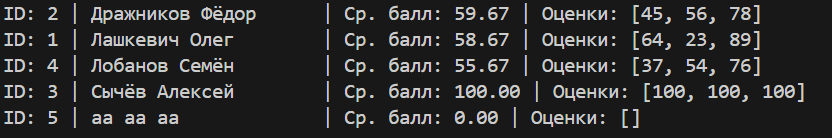 ID: 2 | Дражников Фёдор      | Ср. балл: 59.67 | Оценки: [45, 56, 78]
ID: 1 | Лашкевич Олег        | Ср. балл: 58.67 | Оценки: [64, 23, 89]
ID: 4 | Лобанов Семён        | Ср. балл: 55.67 | Оценки: [37, 54, 76]
ID: 3 | Сычёв Алексей        | Ср. балл: 100.00 | Оценки: [100, 100, 100]
ID: 5 | аа аа аа             | Ср. балл: 0.00 | Оценки: []